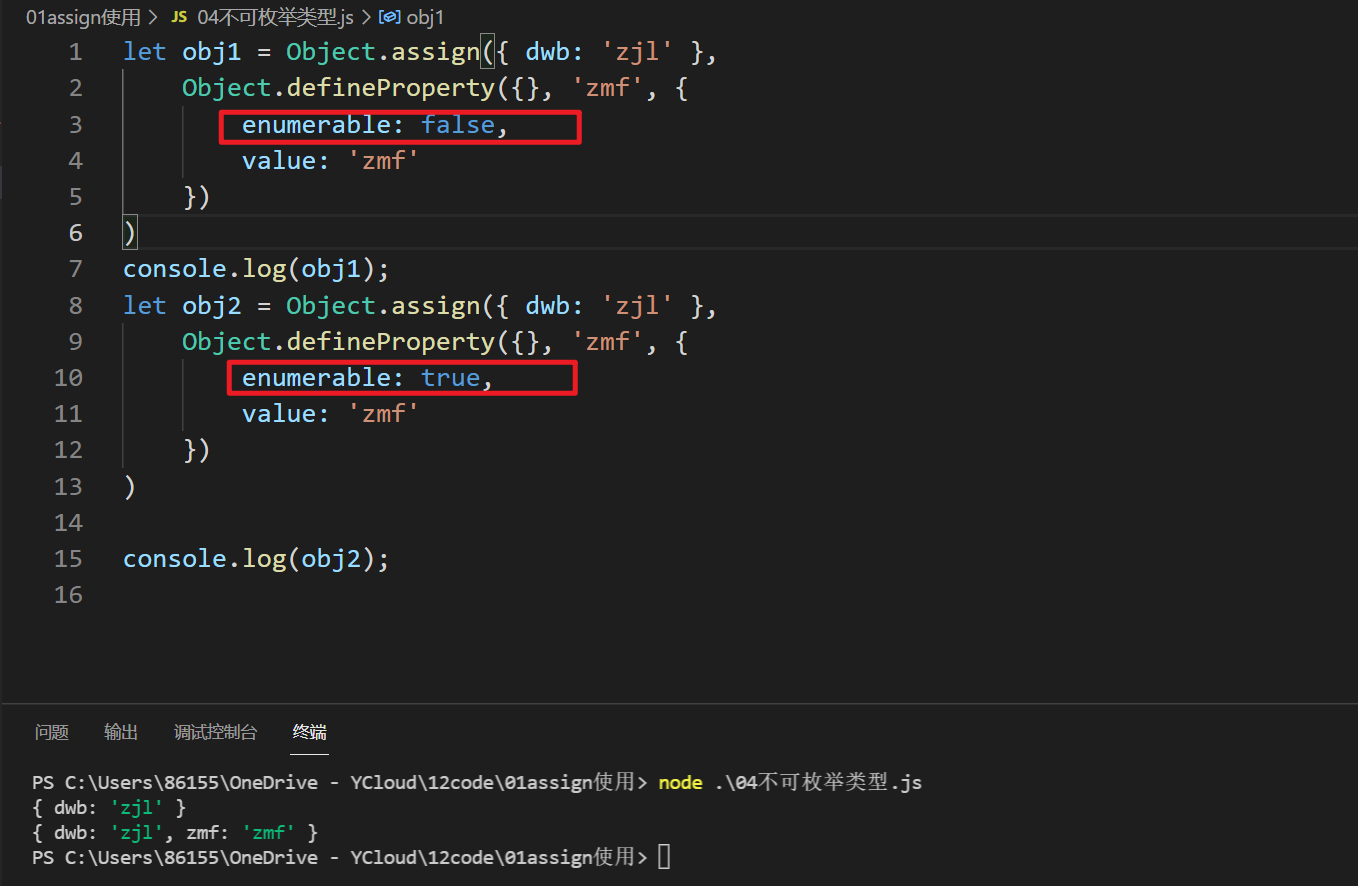 01assign使用 > JS 04不可枚举类型.js > obj1
1 let obj1 = Object.assign({ dwb: 'zjl' },
2     Object.defineProperty({}, 'zmf', {
3         enumerable: false,
4         value: 'zmf'
5     })
6 )
7 console.log(obj1);
8 let obj2 = Object.assign({ dwb: 'zjl' },
9     Object.defineProperty({}, 'zmf', {
10         enumerable: true,
11         value: 'zmf'
12     })
13 )
14
15 console.log(obj2);
16
问题 输出 调试控制台 终端
PS C:\Users\86155\OneDrive - YCloud\12code\01assign使用> node .\04不可枚举类型.js
{ dwb: 'zjl' }
{ dwb: 'zjl', zmf: 'zmf' }
PS C:\Users\86155\OneDrive - YCloud\12code\01assign使用>